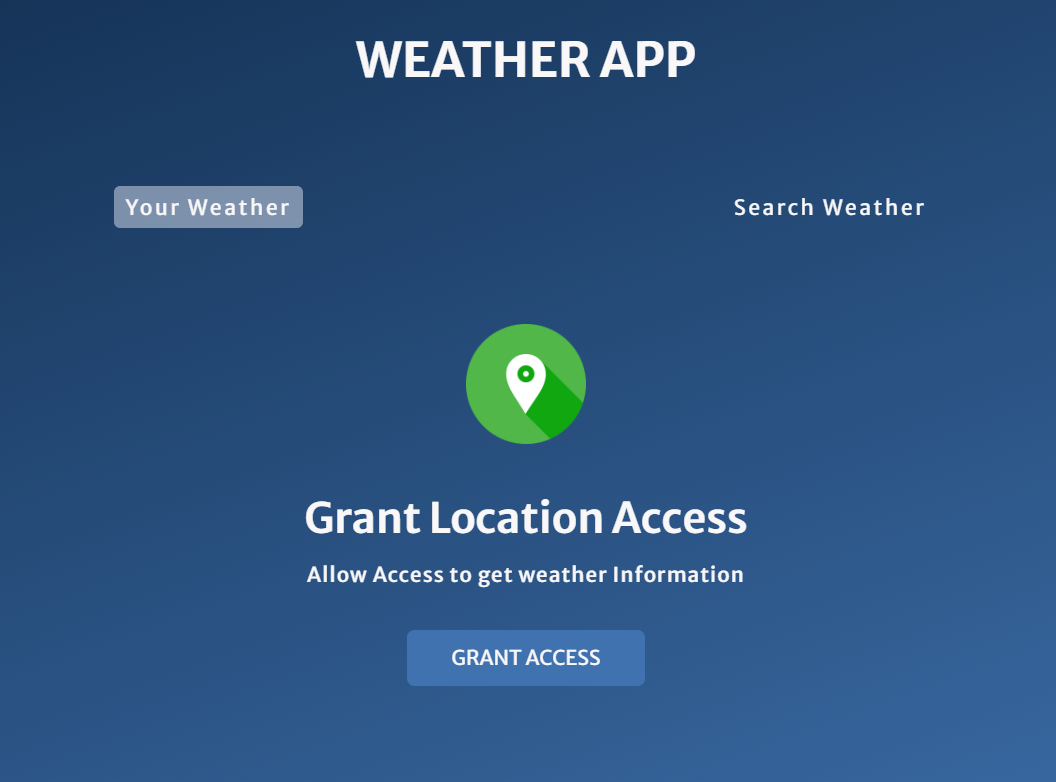 WEATHER APP
Your Weather
Search Weather
Grant Location Access
Allow Access to get weather Information
GRANT ACCESS